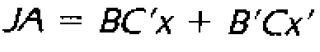 JA = BC'x + B'Cx'